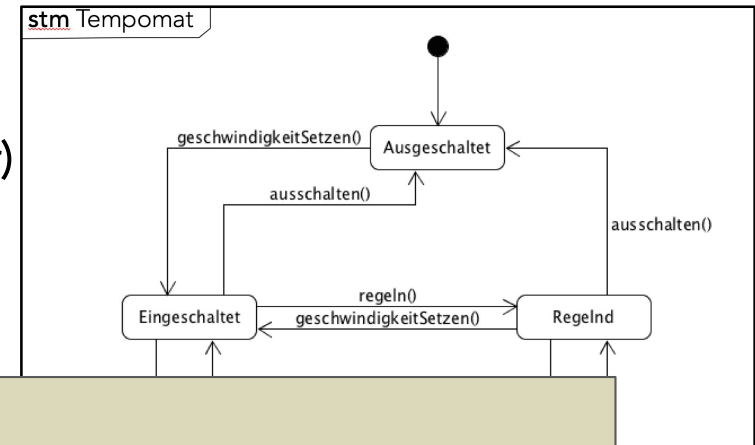 stm Tempomat
geschwindigkeitSetzen()
Ausgeschaltet
ausschalten()
ausschalten()
regeln()
Eingeschaltet
geschwindigkeitSetzen()
Regelnd
)